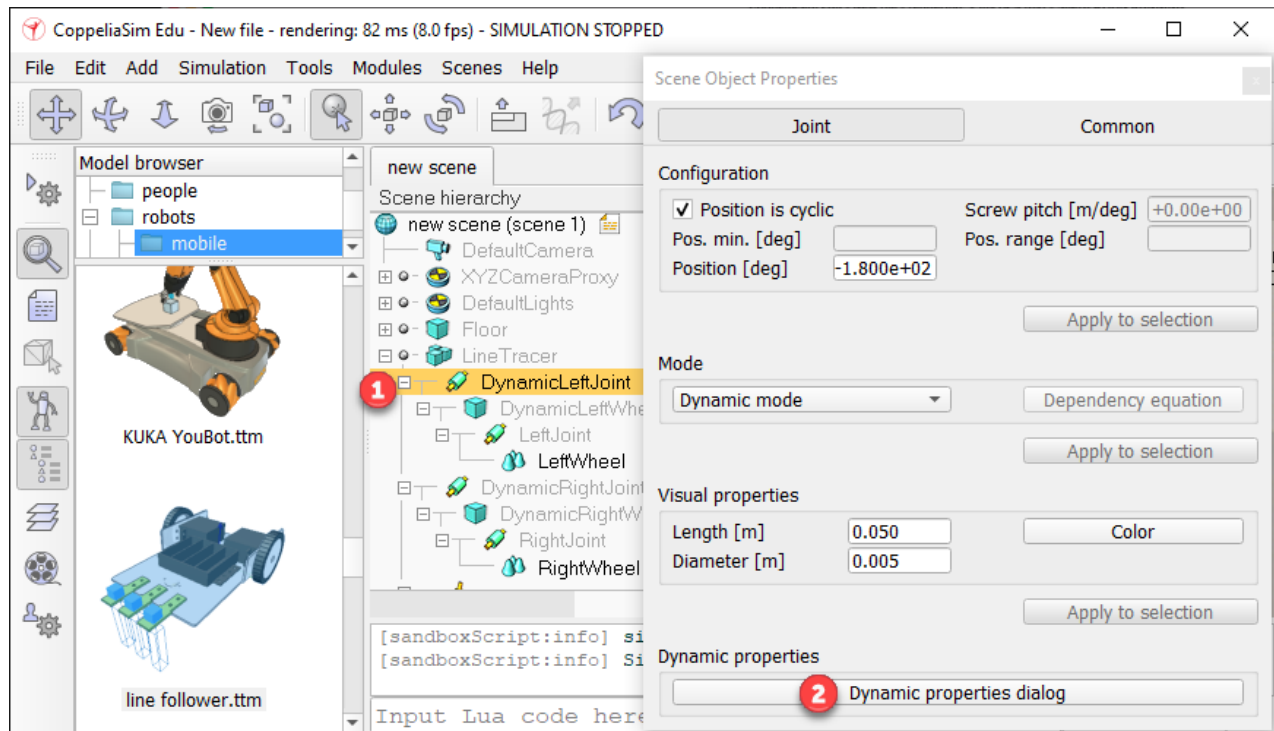 CoppeliaSim Edu - New file - rendering: 82 ms (8.0 fps) - SIMULATION STOPPED
File Edit Add Simulation Tools Modules Scenes Help
Model browser
people
robots
mobile
KUKA YouBot.ttm
line follower.ttm
new scene
Scene hierarchy
new scene (scene 1)
DefaultCamera
XYZCameraProxy
DefaultLights
Floor
LineTracer
1
DynamicLeftJoint
DynamicLeftWhe
LeftJoint
LeftWheel
DynamicRightJoint
DynamicRightW
RightJoint
RightWheel
[sandboxScript:info] si
[sandboxScript:info] Si
Input Lua code here
Scene Object Properties
x
Joint Common
Configuration
Position is cyclic Screw pitch [m/deg] +0.00e+00
Pos. min. [deg] Pos. range [deg]
Position [deg] -1.800e+02
Apply to selection
Mode
Dynamic mode Dependency equation
Apply to selection
Visual properties
Length [m] 0.050 Color
Diameter [m] 0.005
Apply to selection
Dynamic properties
2 Dynamic properties dialog